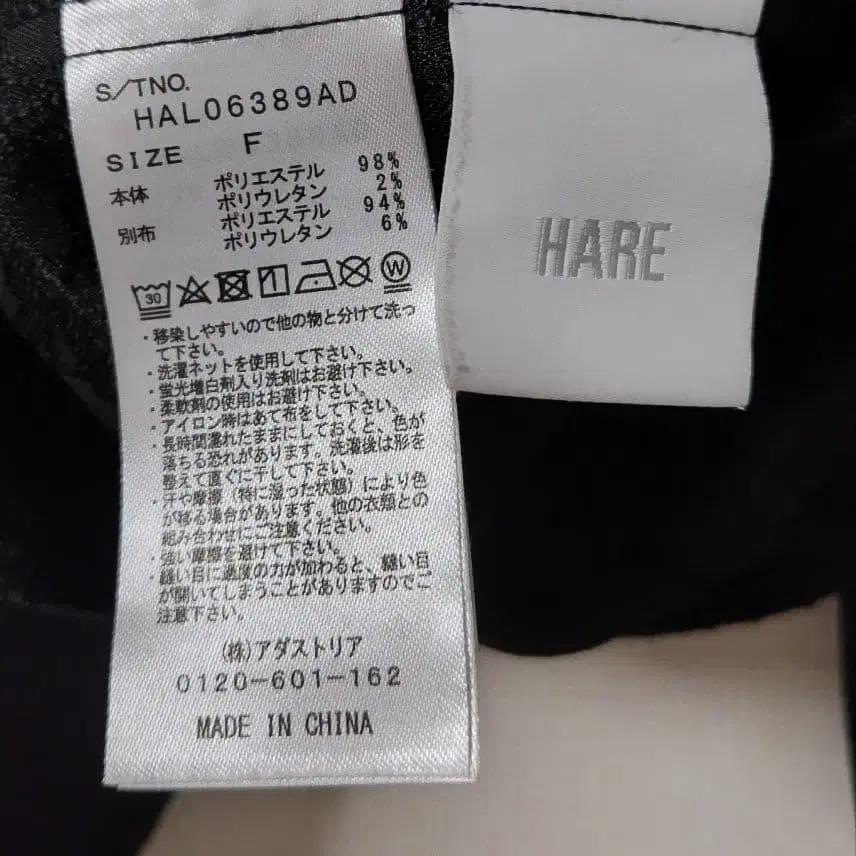 S/TNO.
HAL06389AD
SIZE F
本体 ポリエステル 98%
ポリウレタン 2%
別布 ポリエステル 94%
ポリウレタン 6%
30 W
・移染しやすいので他の物と分けて洗っ
て下さい。
・洗濯ネットを使用して下さい。
・蛍光増白剤入り洗剤はお避け下さい。
・柔軟剤の使用はお避け下さい。
・アイロン時はあて布をして下さい。
・長時間濡れたままにしておくと、色が
落ちる恐れがあります。洗濯後は形を
整えて直ぐに干して下さい。
・汗や摩擦（特に湿った状態）により色
が移る場合があります。他の衣類との
組み合わせにご注意ください。
・強い摩擦を避けて下さい。
・縫い目に過度の力が加わると、縫い目
が開いてしまうことがありますのでご
注意下さい。
(株)アダストリア
0120-601-162
MADE IN CHINA
HARE